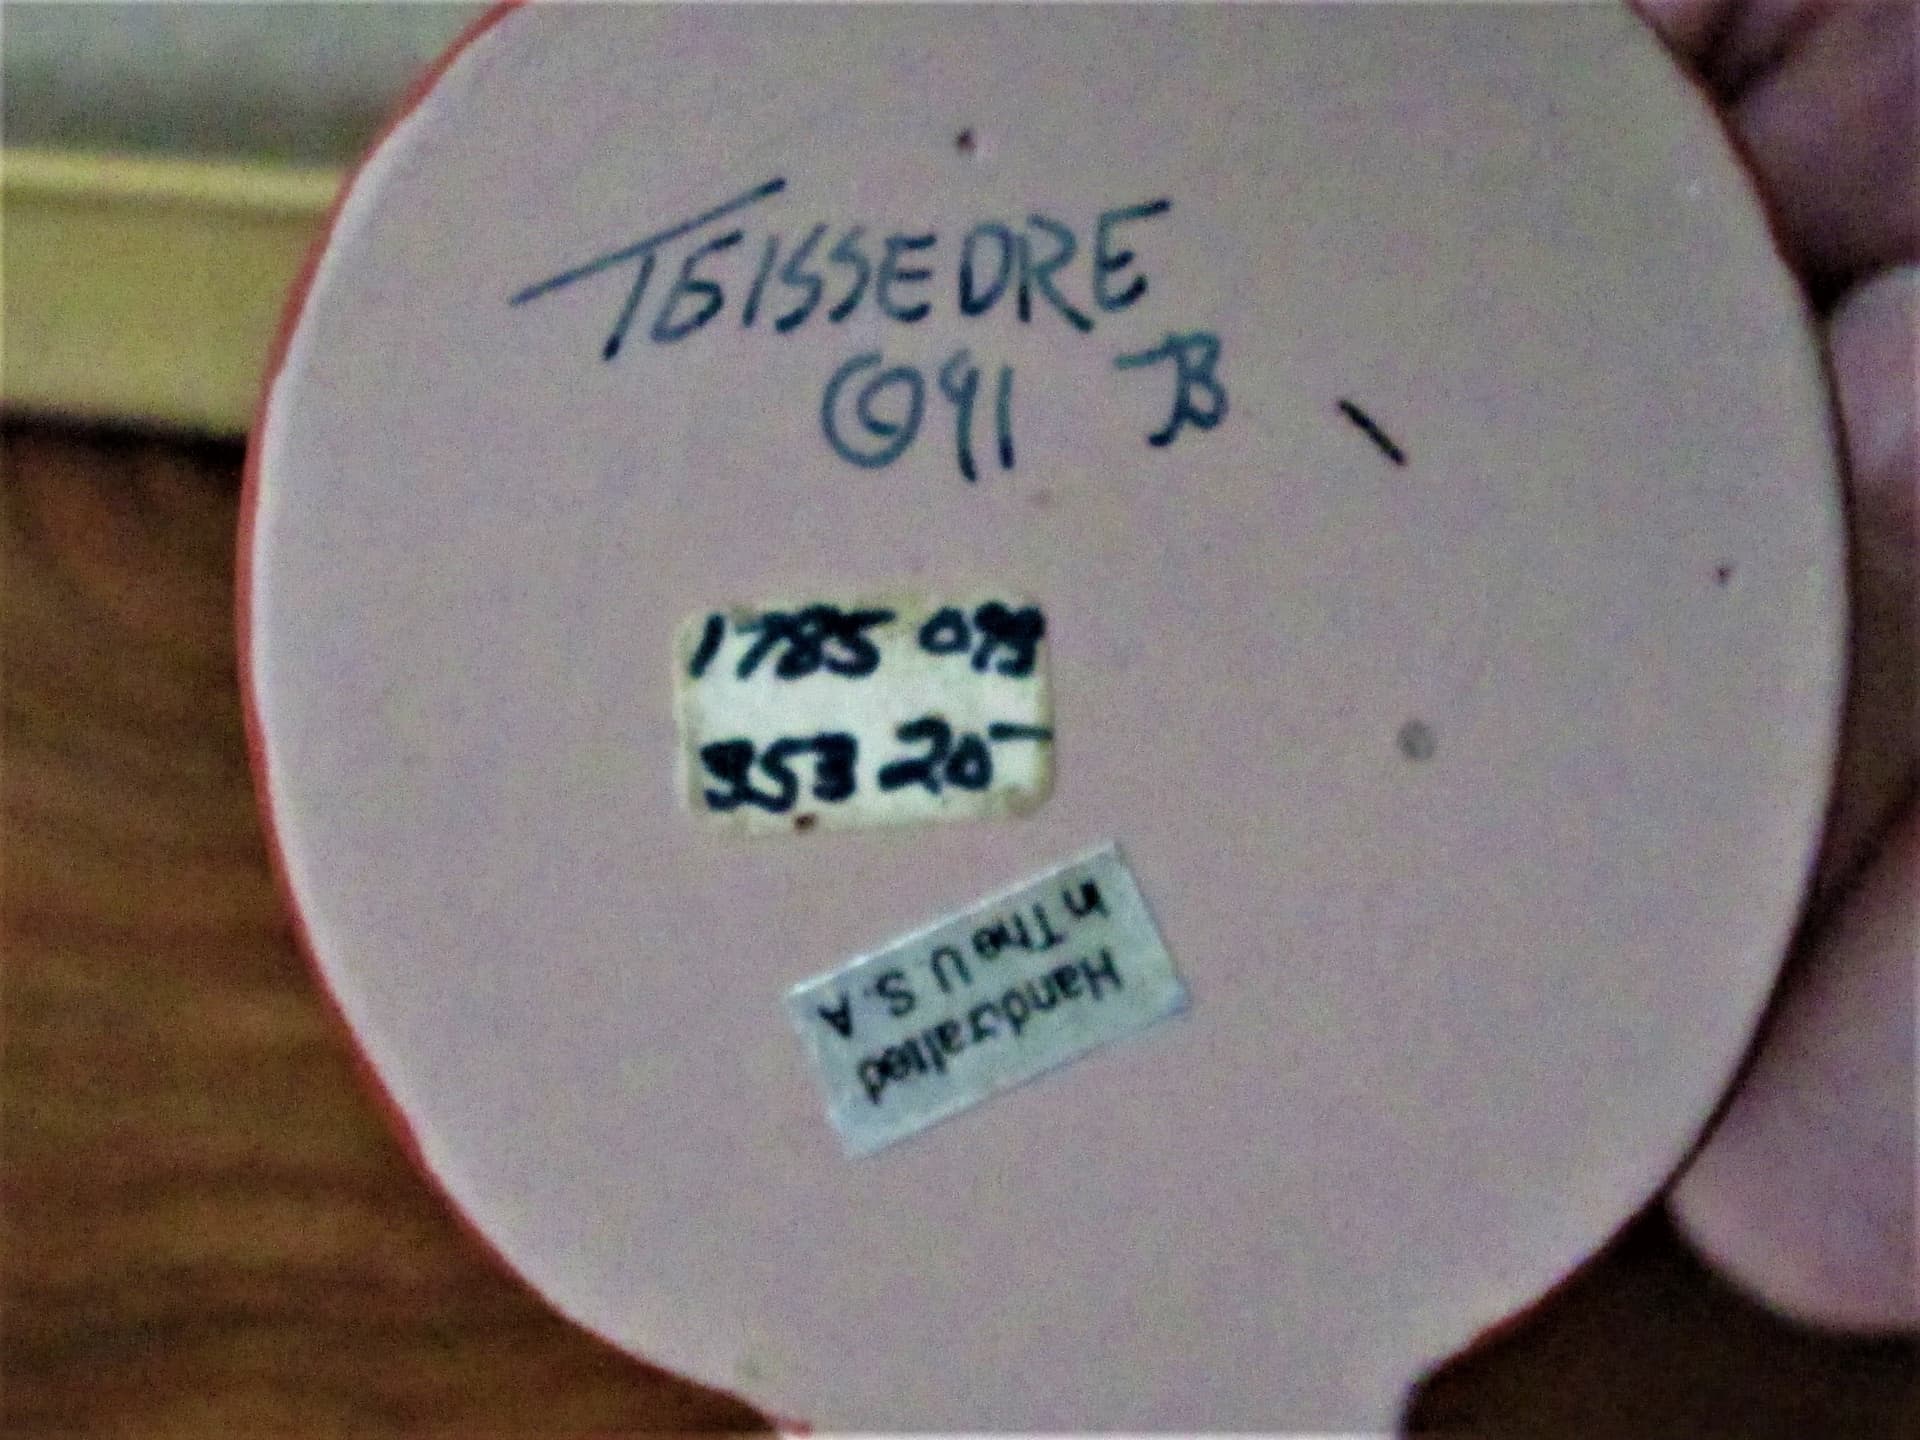 TEISSEDRE
©91 JB
1785 098
353 20-
Handcrafted
In The U.S.A